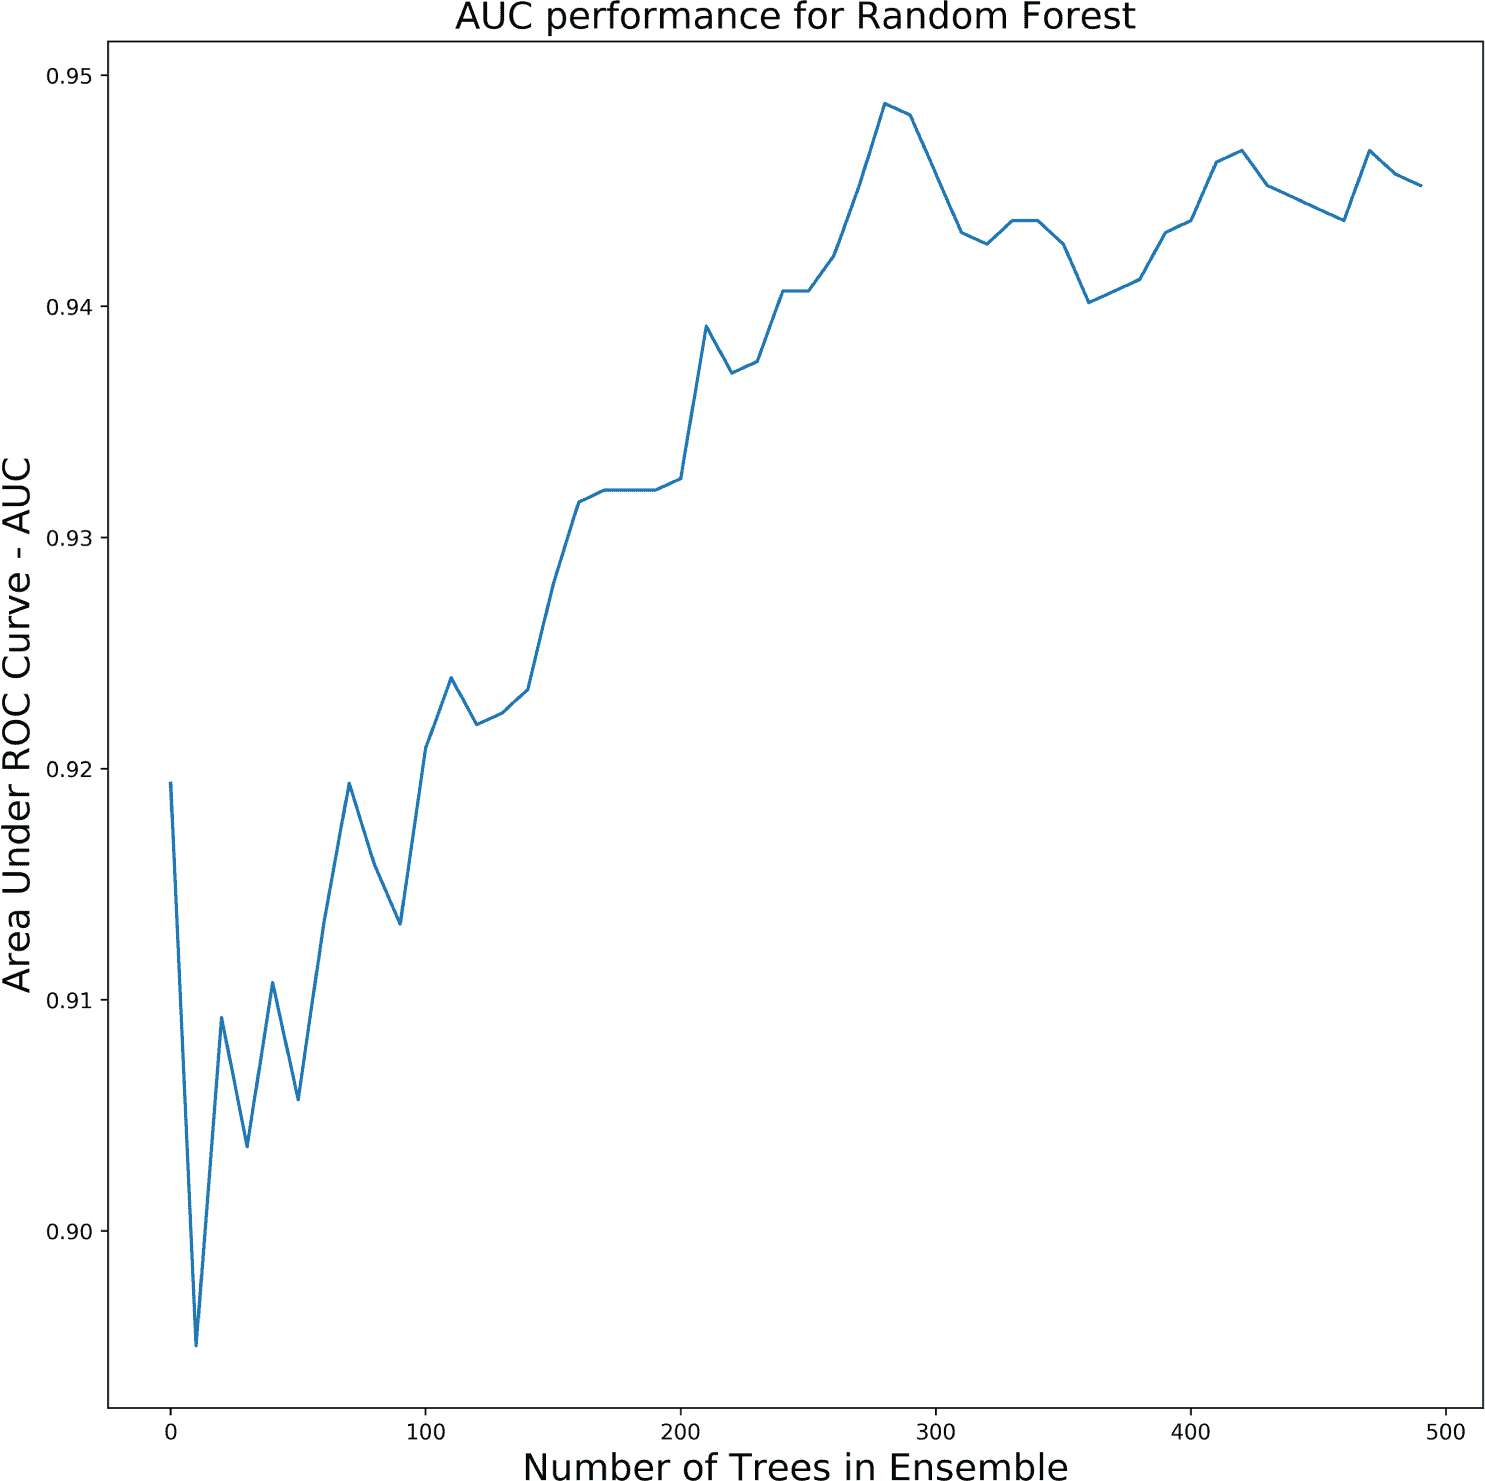 AUC performance for Random Forest
Area Under ROC Curve - AUC
0.95
0.94
0.93
0.92
0.91
0.90
0 100 200 300 400 500
Number of Trees in Ensemble